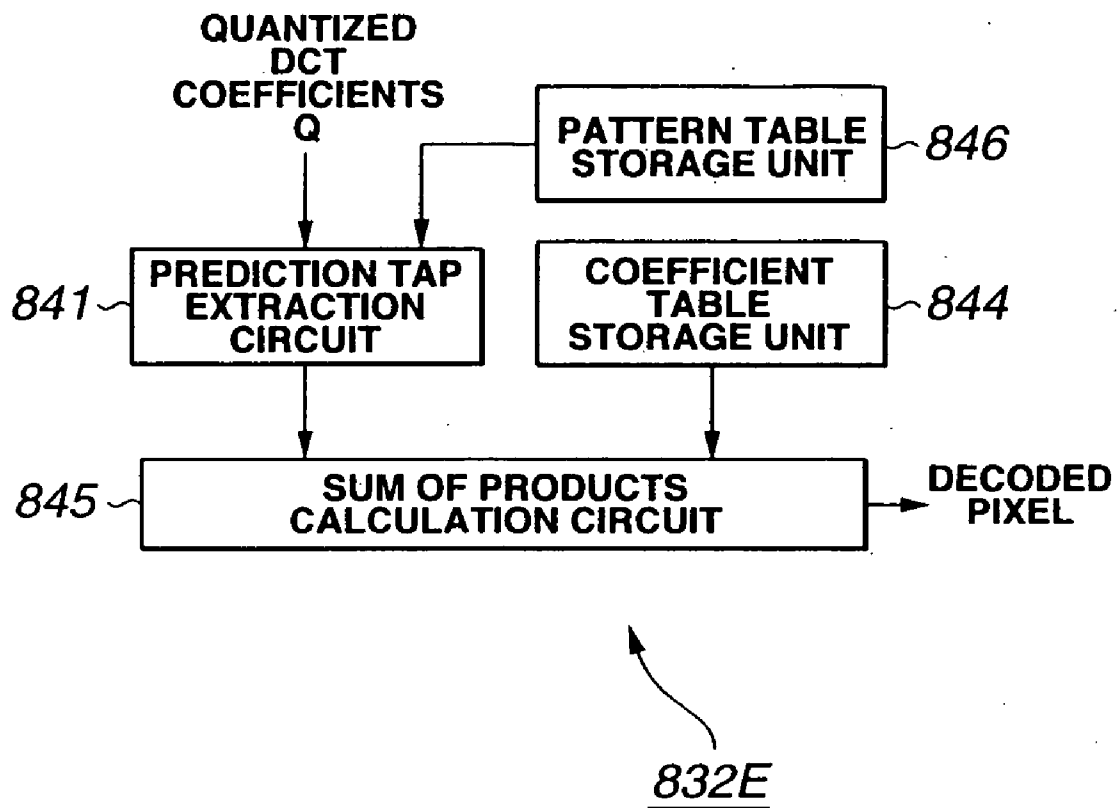 QUANTIZED
DCT
COEFFICIENTS
Q
PATTERN TABLE
STORAGE UNIT
846
841
PREDICTION TAP
EXTRACTION
CIRCUIT
COEFFICIENT
TABLE
STORAGE UNIT
844
845
SUM OF PRODUCTS
CALCULATION CIRCUIT
DECODED
PIXEL
832E